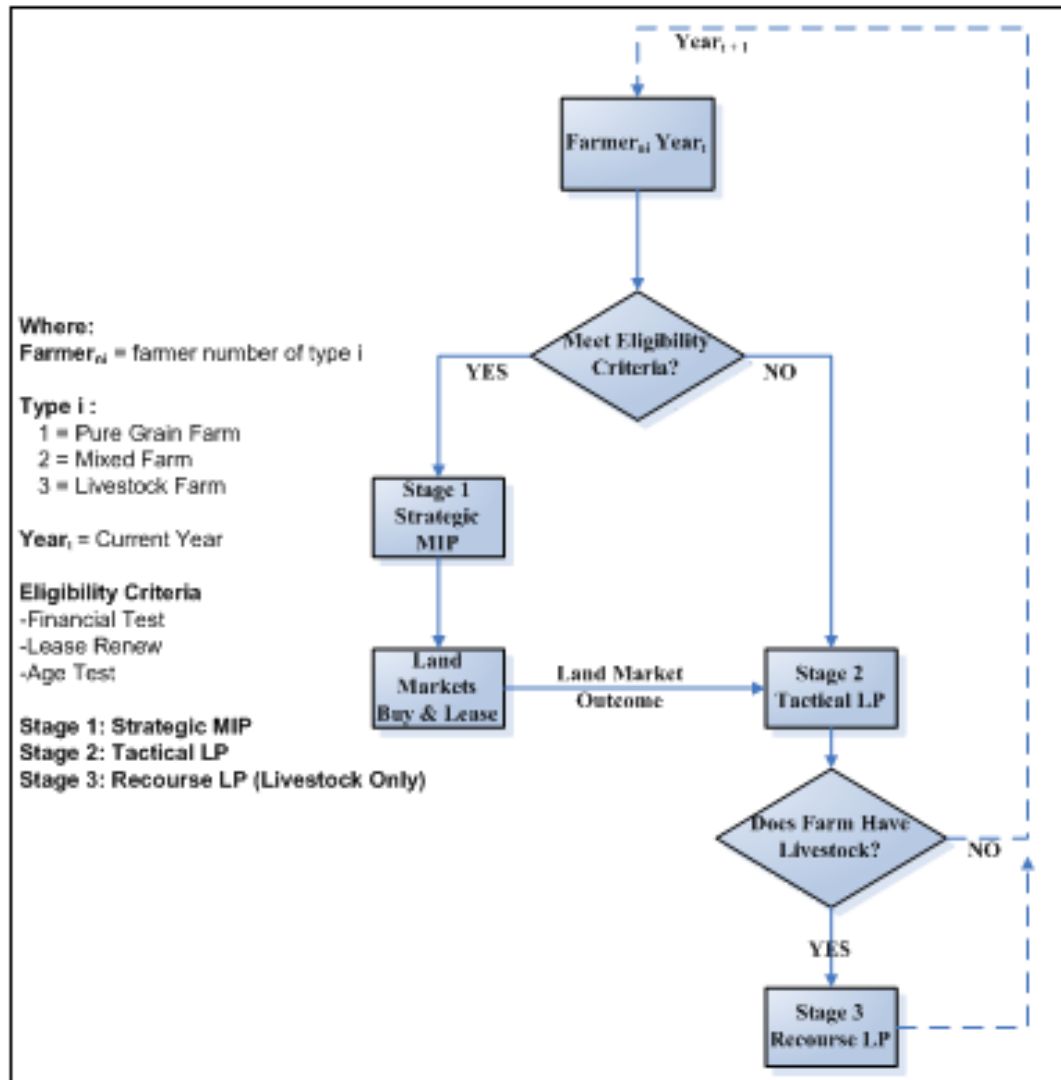 Year t + 1
Farmer ni Year t
Meet Eligibility
Criteria?
YES
NO
Where:
Farmer ni = farmer number of type i
Type i :
1 = Pure Grain Farm
2 = Mixed Farm
3 = Livestock Farm
Year t = Current Year
Eligibility Criteria
-Financial Test
-Lease Renew
-Age Test
Stage 1: Strategic MIP
Stage 2: Tactical LP
Stage 3: Recourse LP (Livestock Only)
Stage 1
Strategic
MIP
Land
Markets
Buy & Lease
Land Market
Outcome
Stage 2
Tactical LP
Does Farm Have
Livestock?
NO
YES
Stage 3
Recourse LP